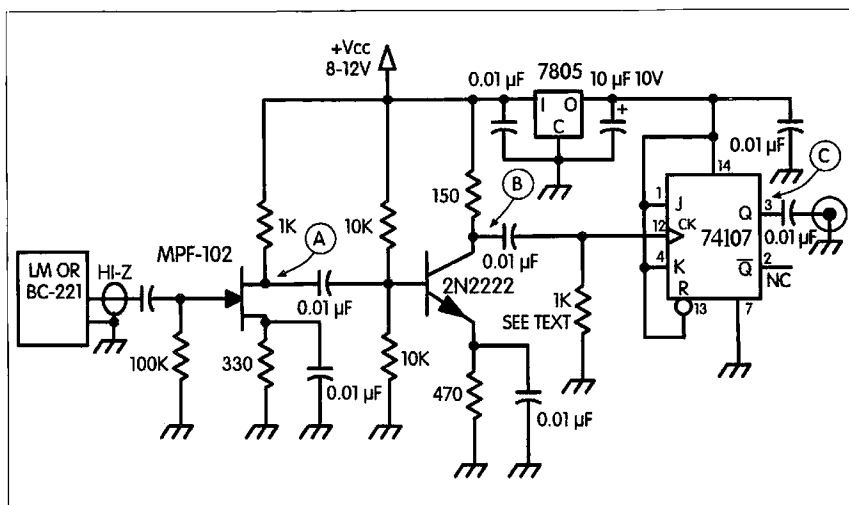 +Vcc
8-12V
0.01 µF
7805
10 µF 10V
I
O
C
+
0.01 µF
14
C
150
B
1K
A
10K
1
J
Q
3
12
CK
74107
0.01 µF
MPF-102
LM OR
BC-221
HI-Z
0.01 µF
2N2222
0.01 µF
4
K
Q
2
NC
R
13
7
1K
SEE TEXT
100K
330
0.01 µF
10K
470
0.01 µF